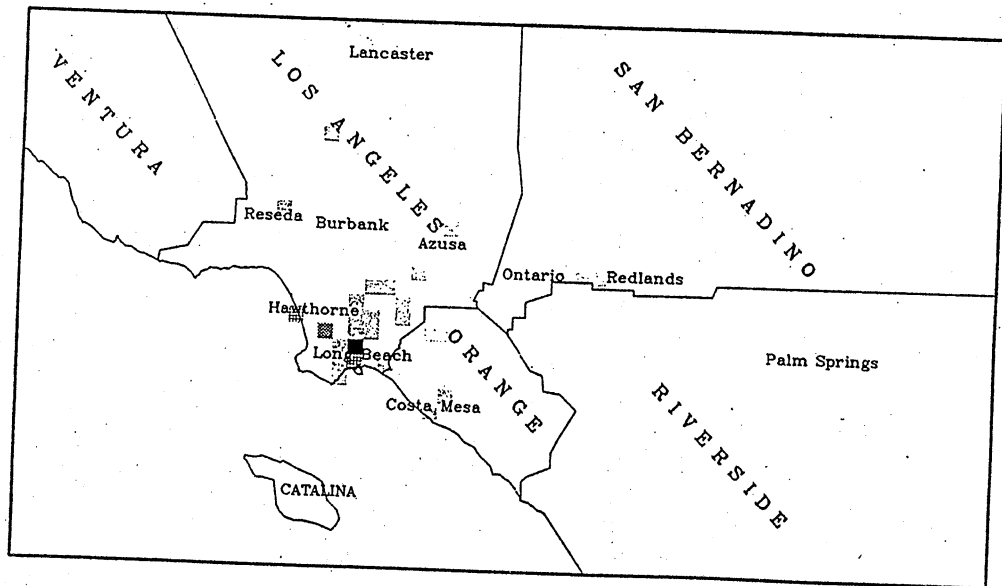 Lancaster
VENTURA
LOS ANGELES
SAN BERNADINO
Reseda
Burbank
Azusa
Ontario
Redlands
Hawthorne
Long Beach
ORANGE
Palm Springs
Costa Mesa
RIVERSIDE
CATALINA